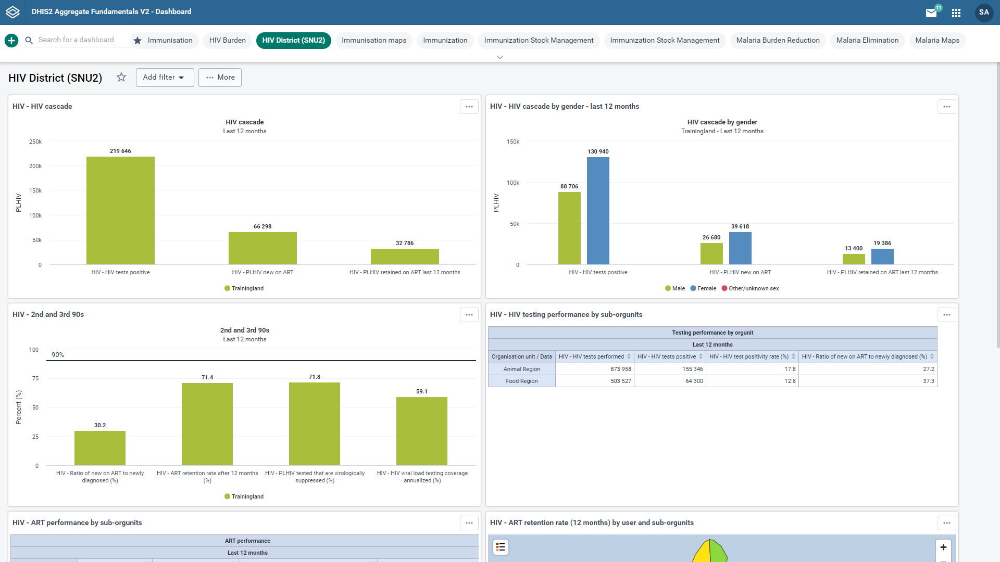 DHIS2 Aggregate Fundamentals V2 - Dashboard
11
SA
Search for a dashboard
Immunisation
HIV Burden
HIV District (SNU2)
Immunisation maps
Immunization
Immunization Stock Management
Immunization Stock Management
Malaria Burden Reduction
Malaria Elimination
Malaria Maps
HIV District (SNU2)
Add filter
More
HIV - HIV cascade
HIV cascade
Last 12 months
PLHIV
250k
200k
150k
100k
50k
0
219 646
66 298
32 786
HIV - HIV tests positive
HIV - PLHIV new on ART
HIV - PLHIV retained on ART last 12 months
Trainingland
HIV - HIV cascade by gender - last 12 months
HIV cascade by gender
Trainingland - Last 12 months
PLHIV
150k
100k
50k
0
88 706
130 940
26 680
39 618
13 400
19 386
HIV - HIV tests positive
HIV - PLHIV new on ART
HIV - PLHIV retained on ART last 12 months
Male
Female
Other/unknown sex
HIV - 2nd and 3rd 90s
2nd and 3rd 90s
Last 12 months
Percent (%)
100
75
50
25
0
90%
30.2
71.4
71.8
59.1
HIV - Ratio of new on ART to newly
diagnosed (%)
HIV - ART retention rate after 12 months
(%)
HIV - PLHIV tested that are virologically
suppressed (%)
HIV - HIV viral load testing coverage
annualized (%)
Trainingland
HIV - HIV testing performance by sub-orgunits
Testing performance by orgunit
Last 12 months
Organisation unit / Data HIV - HIV tests performed HIV - HIV tests positive HIV - HIV test positivity rate (%) HIV - Ratio of new on ART to newly diagnosed (%)
Animal Region 873 958 155 346 17.8 27.2
Food Region 503 527 64 300 12.8 37.3
HIV - ART performance by sub-orgunits
ART performance
Last 12 months
HIV - ART retention rate (12 months) by user and sub-orgunits